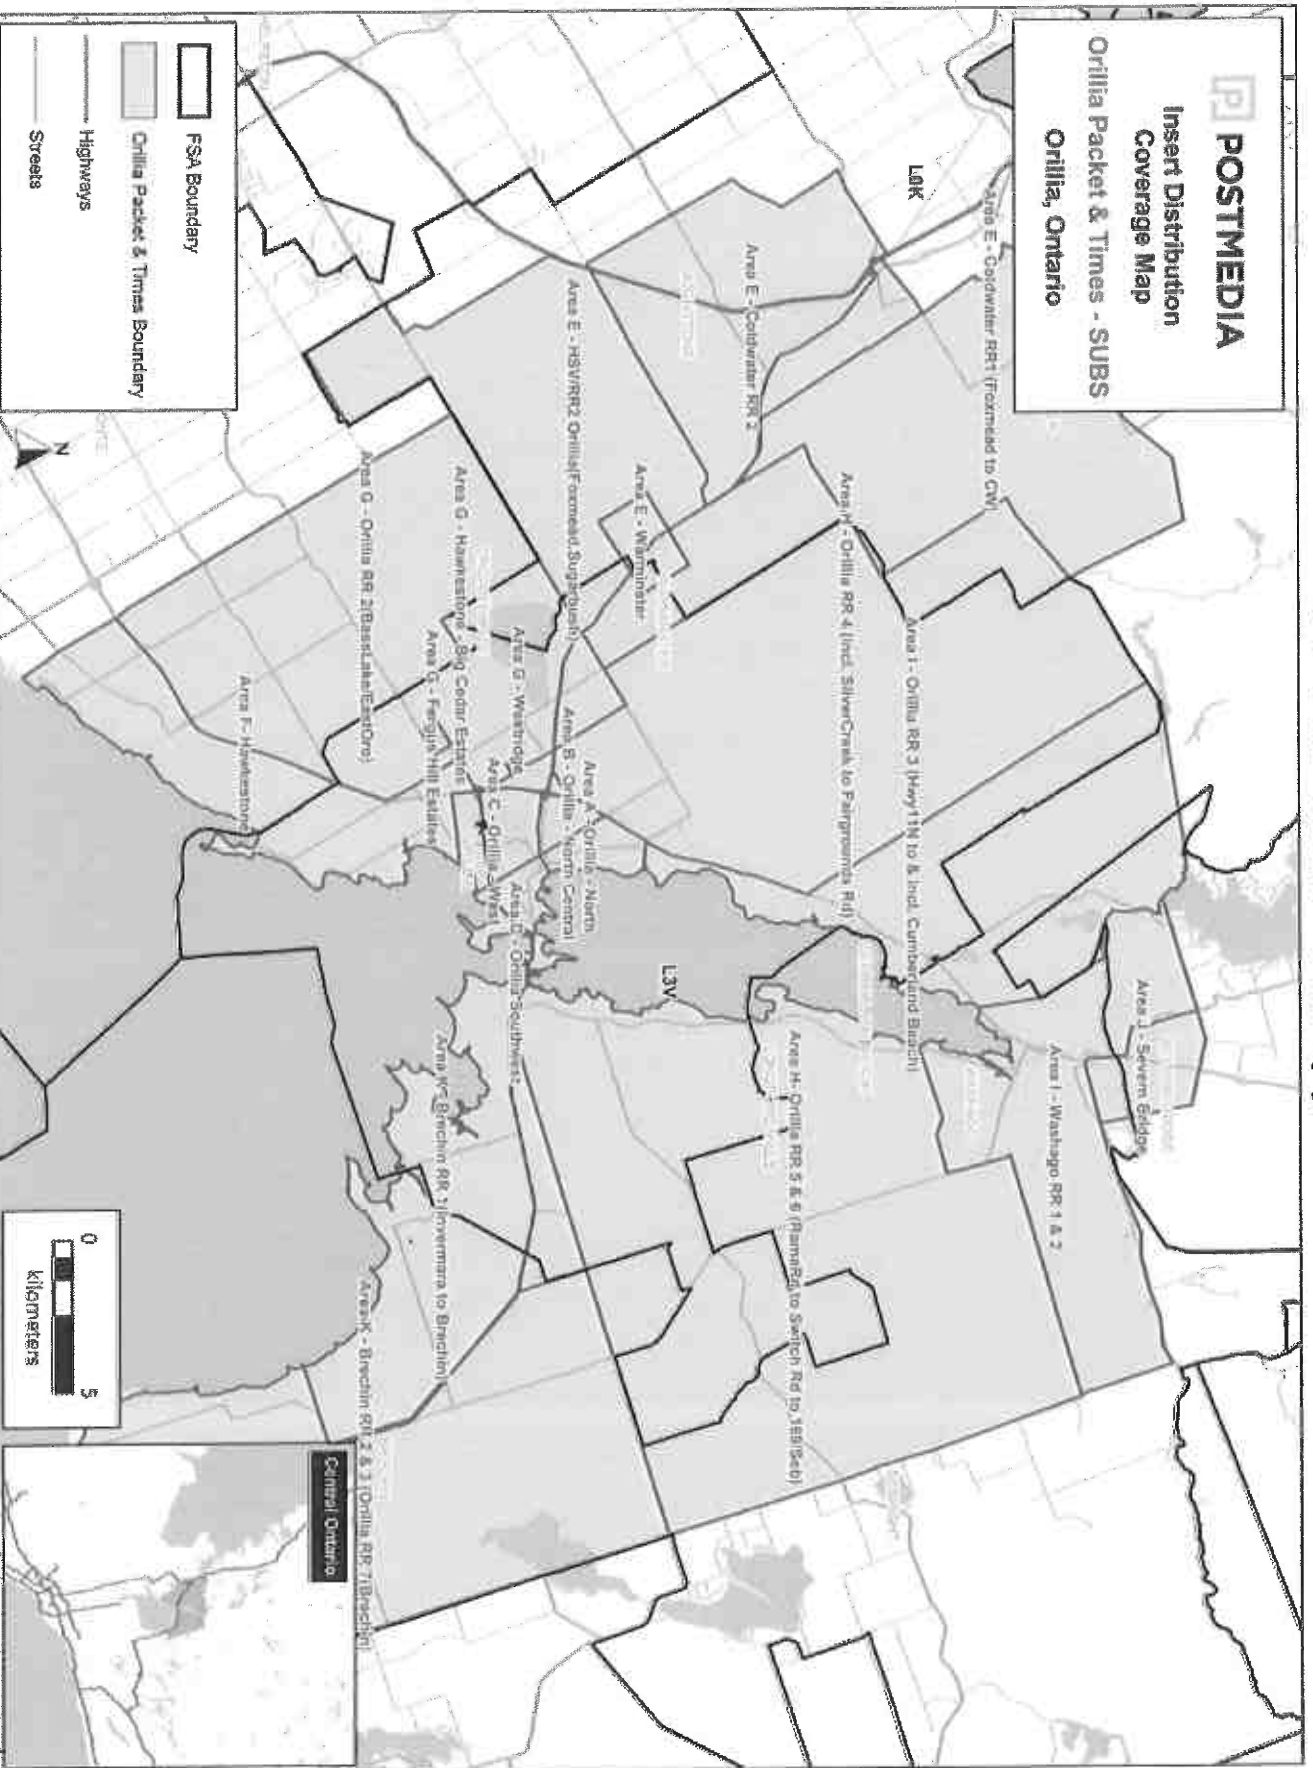 POSTMEDIA
Insert Distribution
Coverage Map
Orillia Packet & Times - SUBS
Orillia, Ontario
FSA Boundary
Orillia Packet & Times Boundary
Highways
Streets
N
L0K
L3V
Area E - Coldwater RR1 (Foxmead to CW)
Area E - Coldwater RR 2
Area E - HSV/RR2 Orillia(Foxmead,Sugarbush)
Area E - Warminster
Area H - Orillia RR 4 (Incl. SilverCreek to Fairgrounds Rd)
Area I - Orillia RR 3 (Hwy11N to & incl. Cumberland Beach)
Area J - Severn Bridge
Area I - Washago RR 1 & 2
Area H- Orillia RR 5 & 6 (RamaRd to Switch Rd to 169/Seb)
Area A - Orillia - North
Area B - Orillia - North Central
Area G - Westridge
Area D - Orillia Southwest
Area C - Orillia - West
Area G - Hawkestone, Big Cedar Estates
Area G - Fergus Hill Estates
Area G - Orillia RR 2(BassLake/EastOro)
Area F- Hawkestone
Area K - Brechin RR 1(Invermara to Brechin)
Area K - Brechin RR 2 & 3 (Orillia RR 7/Brechin)
0 5
kilometers
Central Ontario